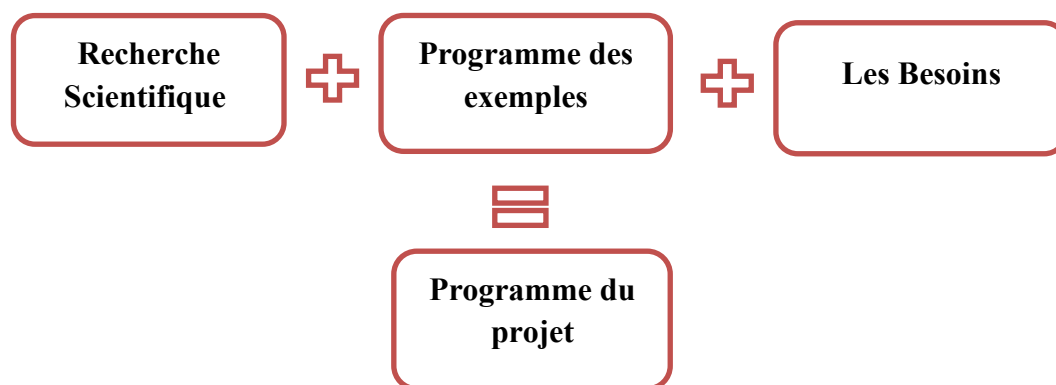 Recherche
Scientifique
Programme des
exemples
Les Besoins
Programme du
projet